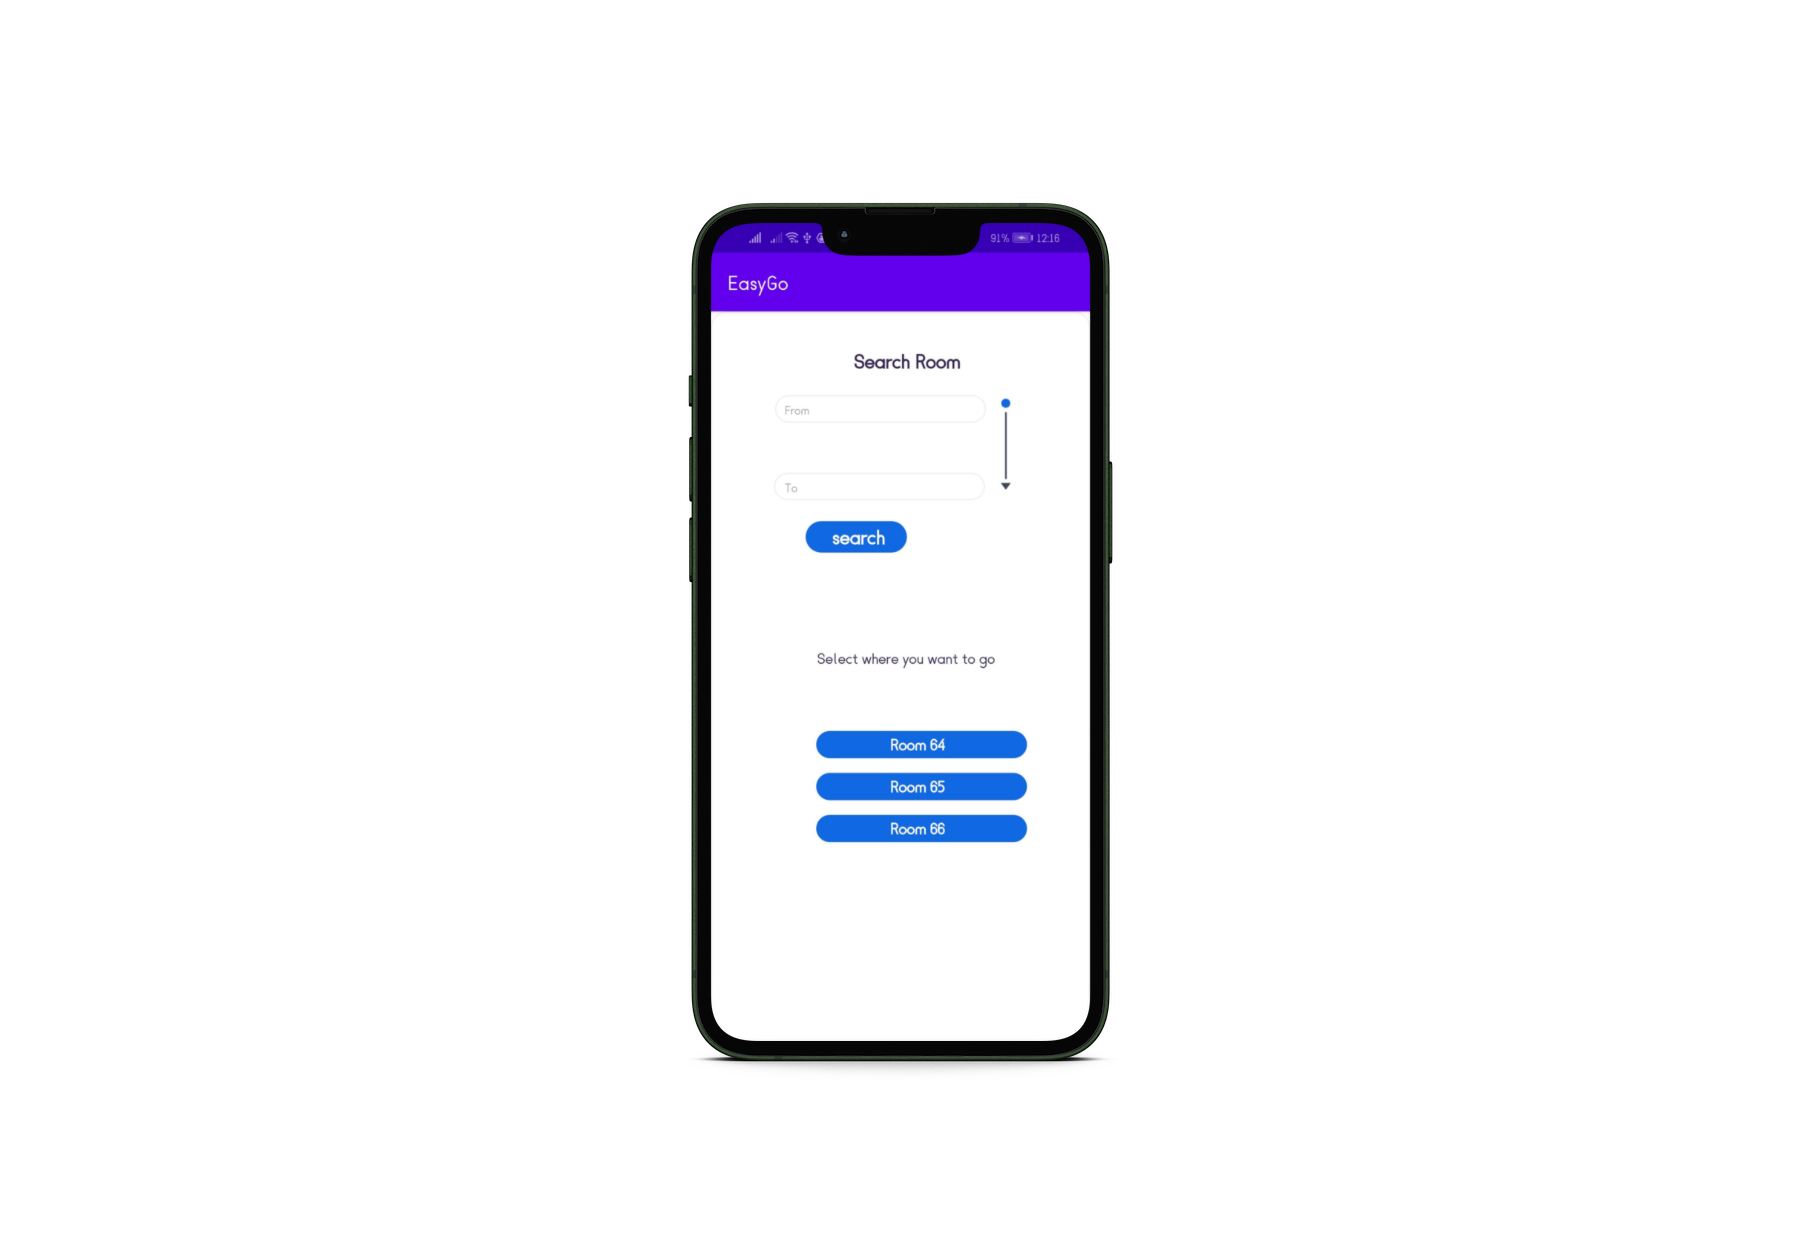 91% 12:16
EasyGo
Search Room
From
To
search
Select where you want to go
Room 64
Room 65
Room 66